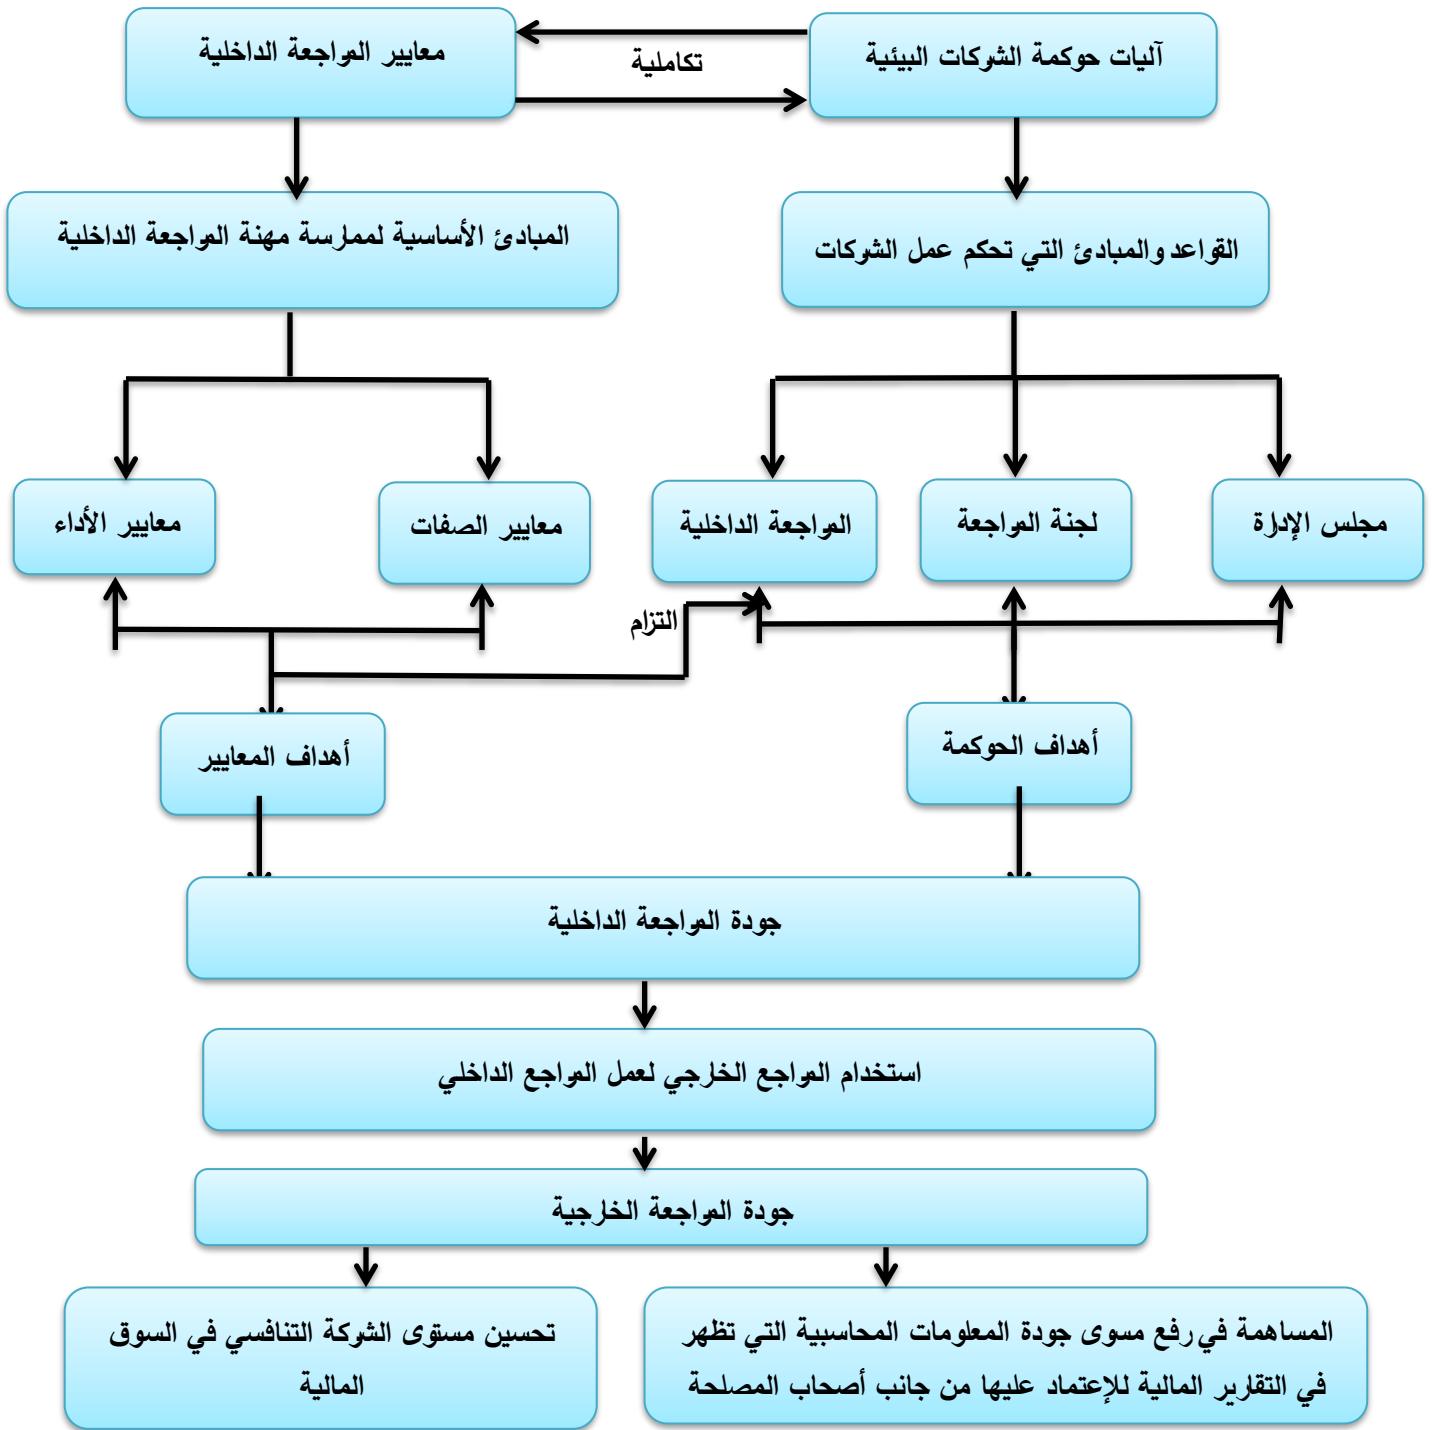 آليات حوكمة الشركات البيئية
تكاملية
معايير المراجعة الداخلية
القواعد والمبادئ التي تحكم عمل الشركات
المبادئ الأساسية لممارسة مهنة المراجعة الداخلية
مجلس الإدارة
لجنة المراجعة
المراجعة الداخلية
معايير الصفات
معايير الأداء
التزام
أهداف الحوكمة
أهداف المعايير
جودة المراجعة الداخلية
استخدام المراجع الخارجي لعمل المراجع الداخلي
جودة المراجعة الخارجية
المساهمة في رفع مسوى جودة المعلومات المحاسبية التي تظهر
في التقارير المالية للإعتماد عليها من جانب أصحاب المصلحة
تحسين مستوى الشركة التنافسي في السوق
المالية